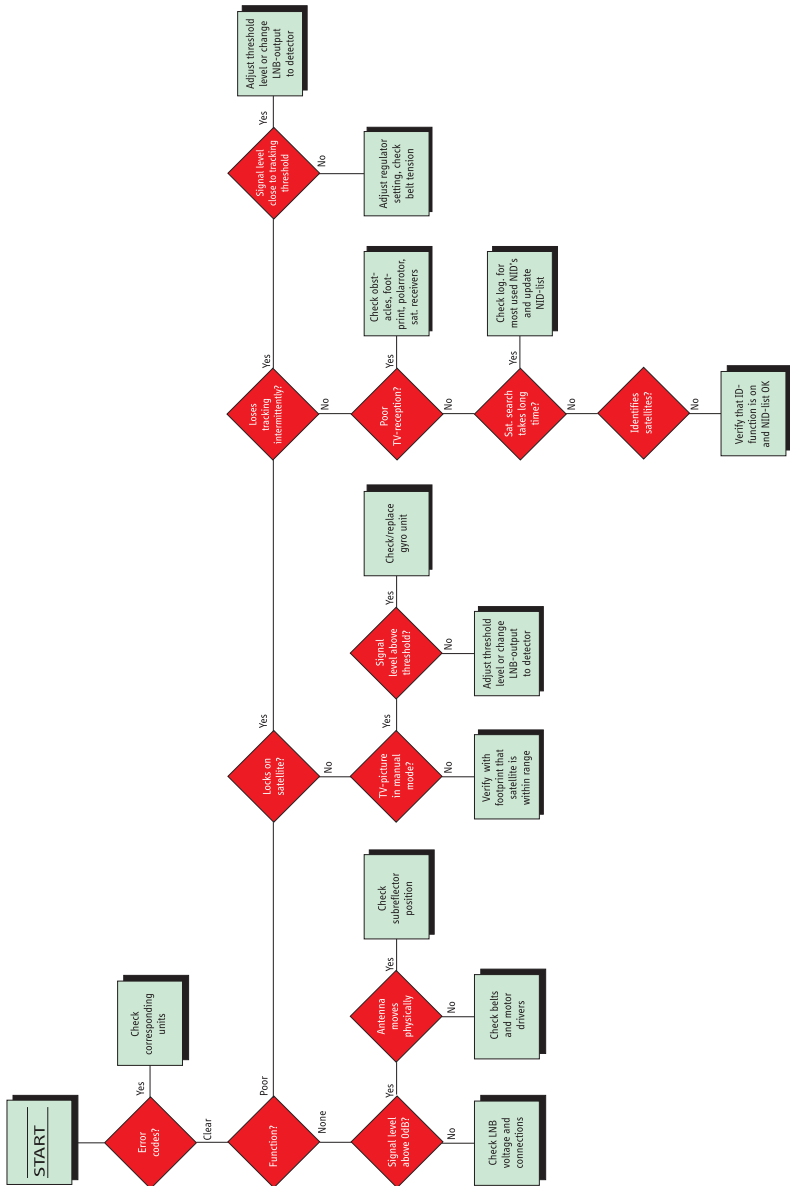 START
Error
codes?
Yes
Check
corresponding
units
Clear
Function?
Poor
None
Signal level
above 0dB?
Yes
No
Check LNB
voltage and
connections
Antenna
moves
physically
Yes
No
Check
subreflector
position
Check belts
and motor
drivers
Locks on
satellite?
Yes
No
TV-picture
in manual
mode?
Yes
No
Verify with
footprint that
satellite is
within range
Signal
level above
threshold?
Yes
No
Check/replace
gyro unit
Adjust threshold
level or change
LNB-output
to detector
Loses
tracking
intermittently?
Yes
No
Signal level
close to tracking
threshold
Yes
No
Adjust threshold
level or change
LNB-output
to detector
Adjust regulator
setting, check
belt tension
Poor
TV-reception?
Yes
No
Check obst-
acles, foot-
print, polarrotor,
sat. receivers
Sat. search
takes long
time?
Yes
No
Check log. for
most used NID's
and update
NID-list
Identifies
satellites?
No
Verify that ID-
function is on
and NID-list OK